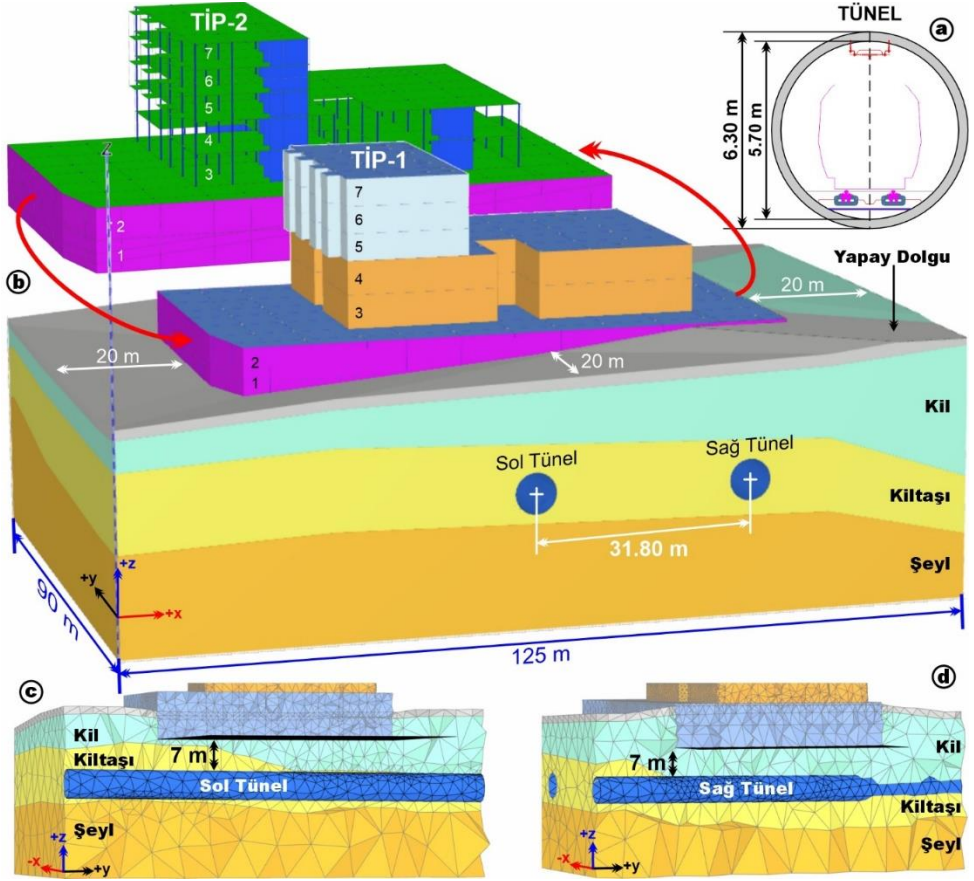 TİP-2
7
6
5
4
3
2
1
Z
TİP-1
7
6
5
4
3
2
1
TÜNEL
a
6.30 m
5.70 m
b
Yapay Dolgu
20 m
20 m
20 m
Kil
Sol Tünel
Sağ Tünel
Kiltaşı
31.80 m
Şeyl
+z
+y
+x
90 m
125 m
c
Kil
Kiltaşı
7 m
Sol Tünel
Şeyl
+z
-x
+y
d
Kil
7 m
Sağ Tünel
Kiltaşı
Şeyl
+z
-x
+y